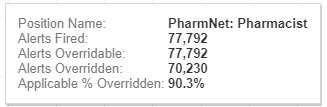 Position Name: PharmNet: Pharmacist
Alerts Fired: 77,792
Alerts Overridable: 77,792
Alerts Overridden: 70,230
Applicable % Overridden: 90.3%